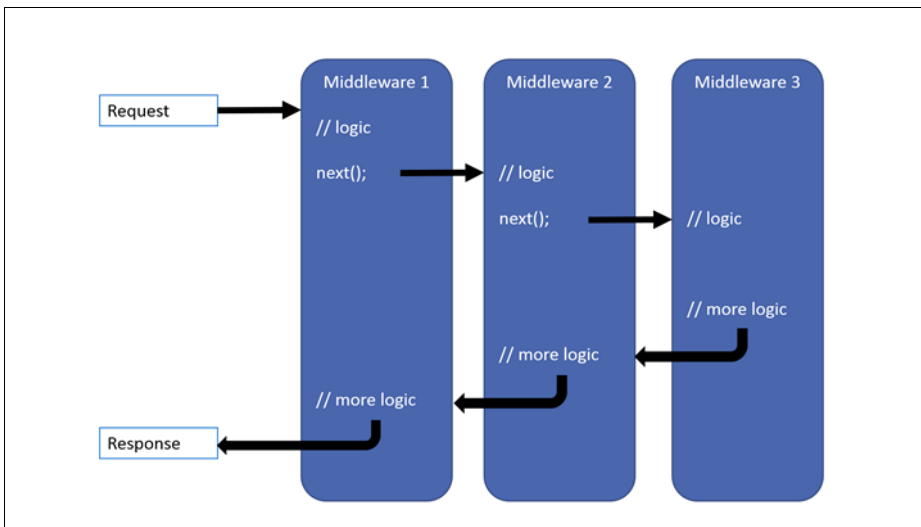 Middleware 1
Middleware 2
Middleware 3
Request
// logic
next();
// logic
next();
// logic
// more logic
// more logic
// more logic
Response